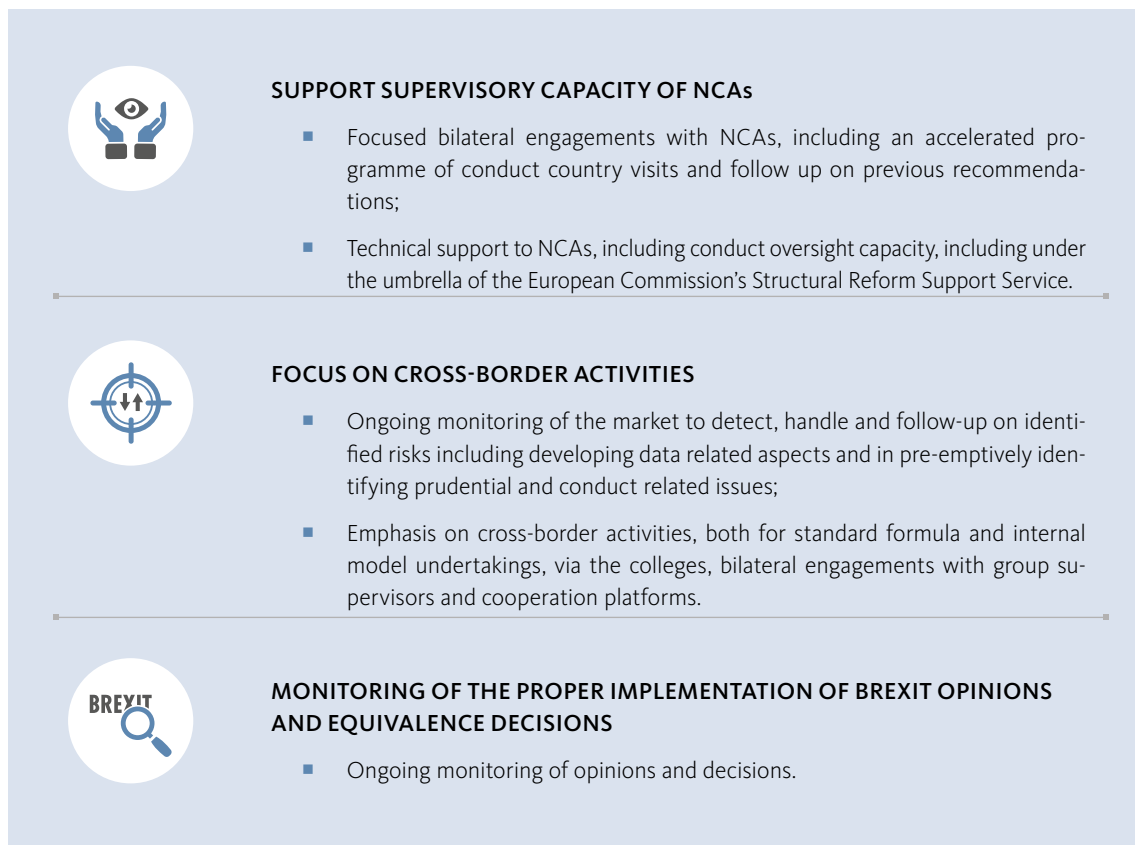 SUPPORT SUPERVISORY CAPACITY OF NCAs
■ Focused bilateral engagements with NCAs, including an accelerated pro-
gramme of conduct country visits and follow up on previous recommenda-
tions;
■ Technical support to NCAs, including conduct oversight capacity, including under
the umbrella of the European Commission’s Structural Reform Support Service.
FOCUS ON CROSS-BORDER ACTIVITIES
■ Ongoing monitoring of the market to detect, handle and follow-up on identi-
fied risks including developing data related aspects and in pre-emptively iden-
tifying prudential and conduct related issues;
■ Emphasis on cross-border activities, both for standard formula and internal
model undertakings, via the colleges, bilateral engagements with group su-
pervisors and cooperation platforms.
BREXIT
MONITORING OF THE PROPER IMPLEMENTATION OF BREXIT OPINIONS
AND EQUIVALENCE DECISIONS
■ Ongoing monitoring of opinions and decisions.